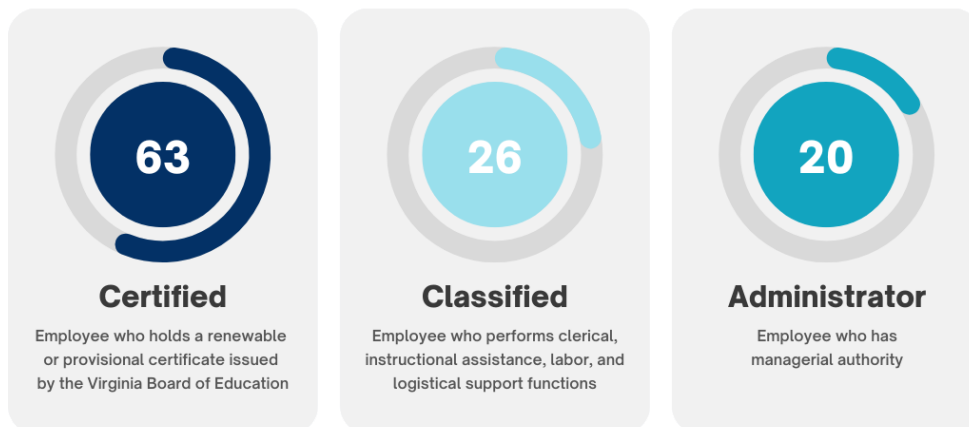 63
Certified
Employee who holds a renewable
or provisional certificate issued
by the Virginia Board of Education
26
Classified
Employee who performs clerical,
instructional assistance, labor, and
logistical support functions
20
Administrator
Employee who has
managerial authority